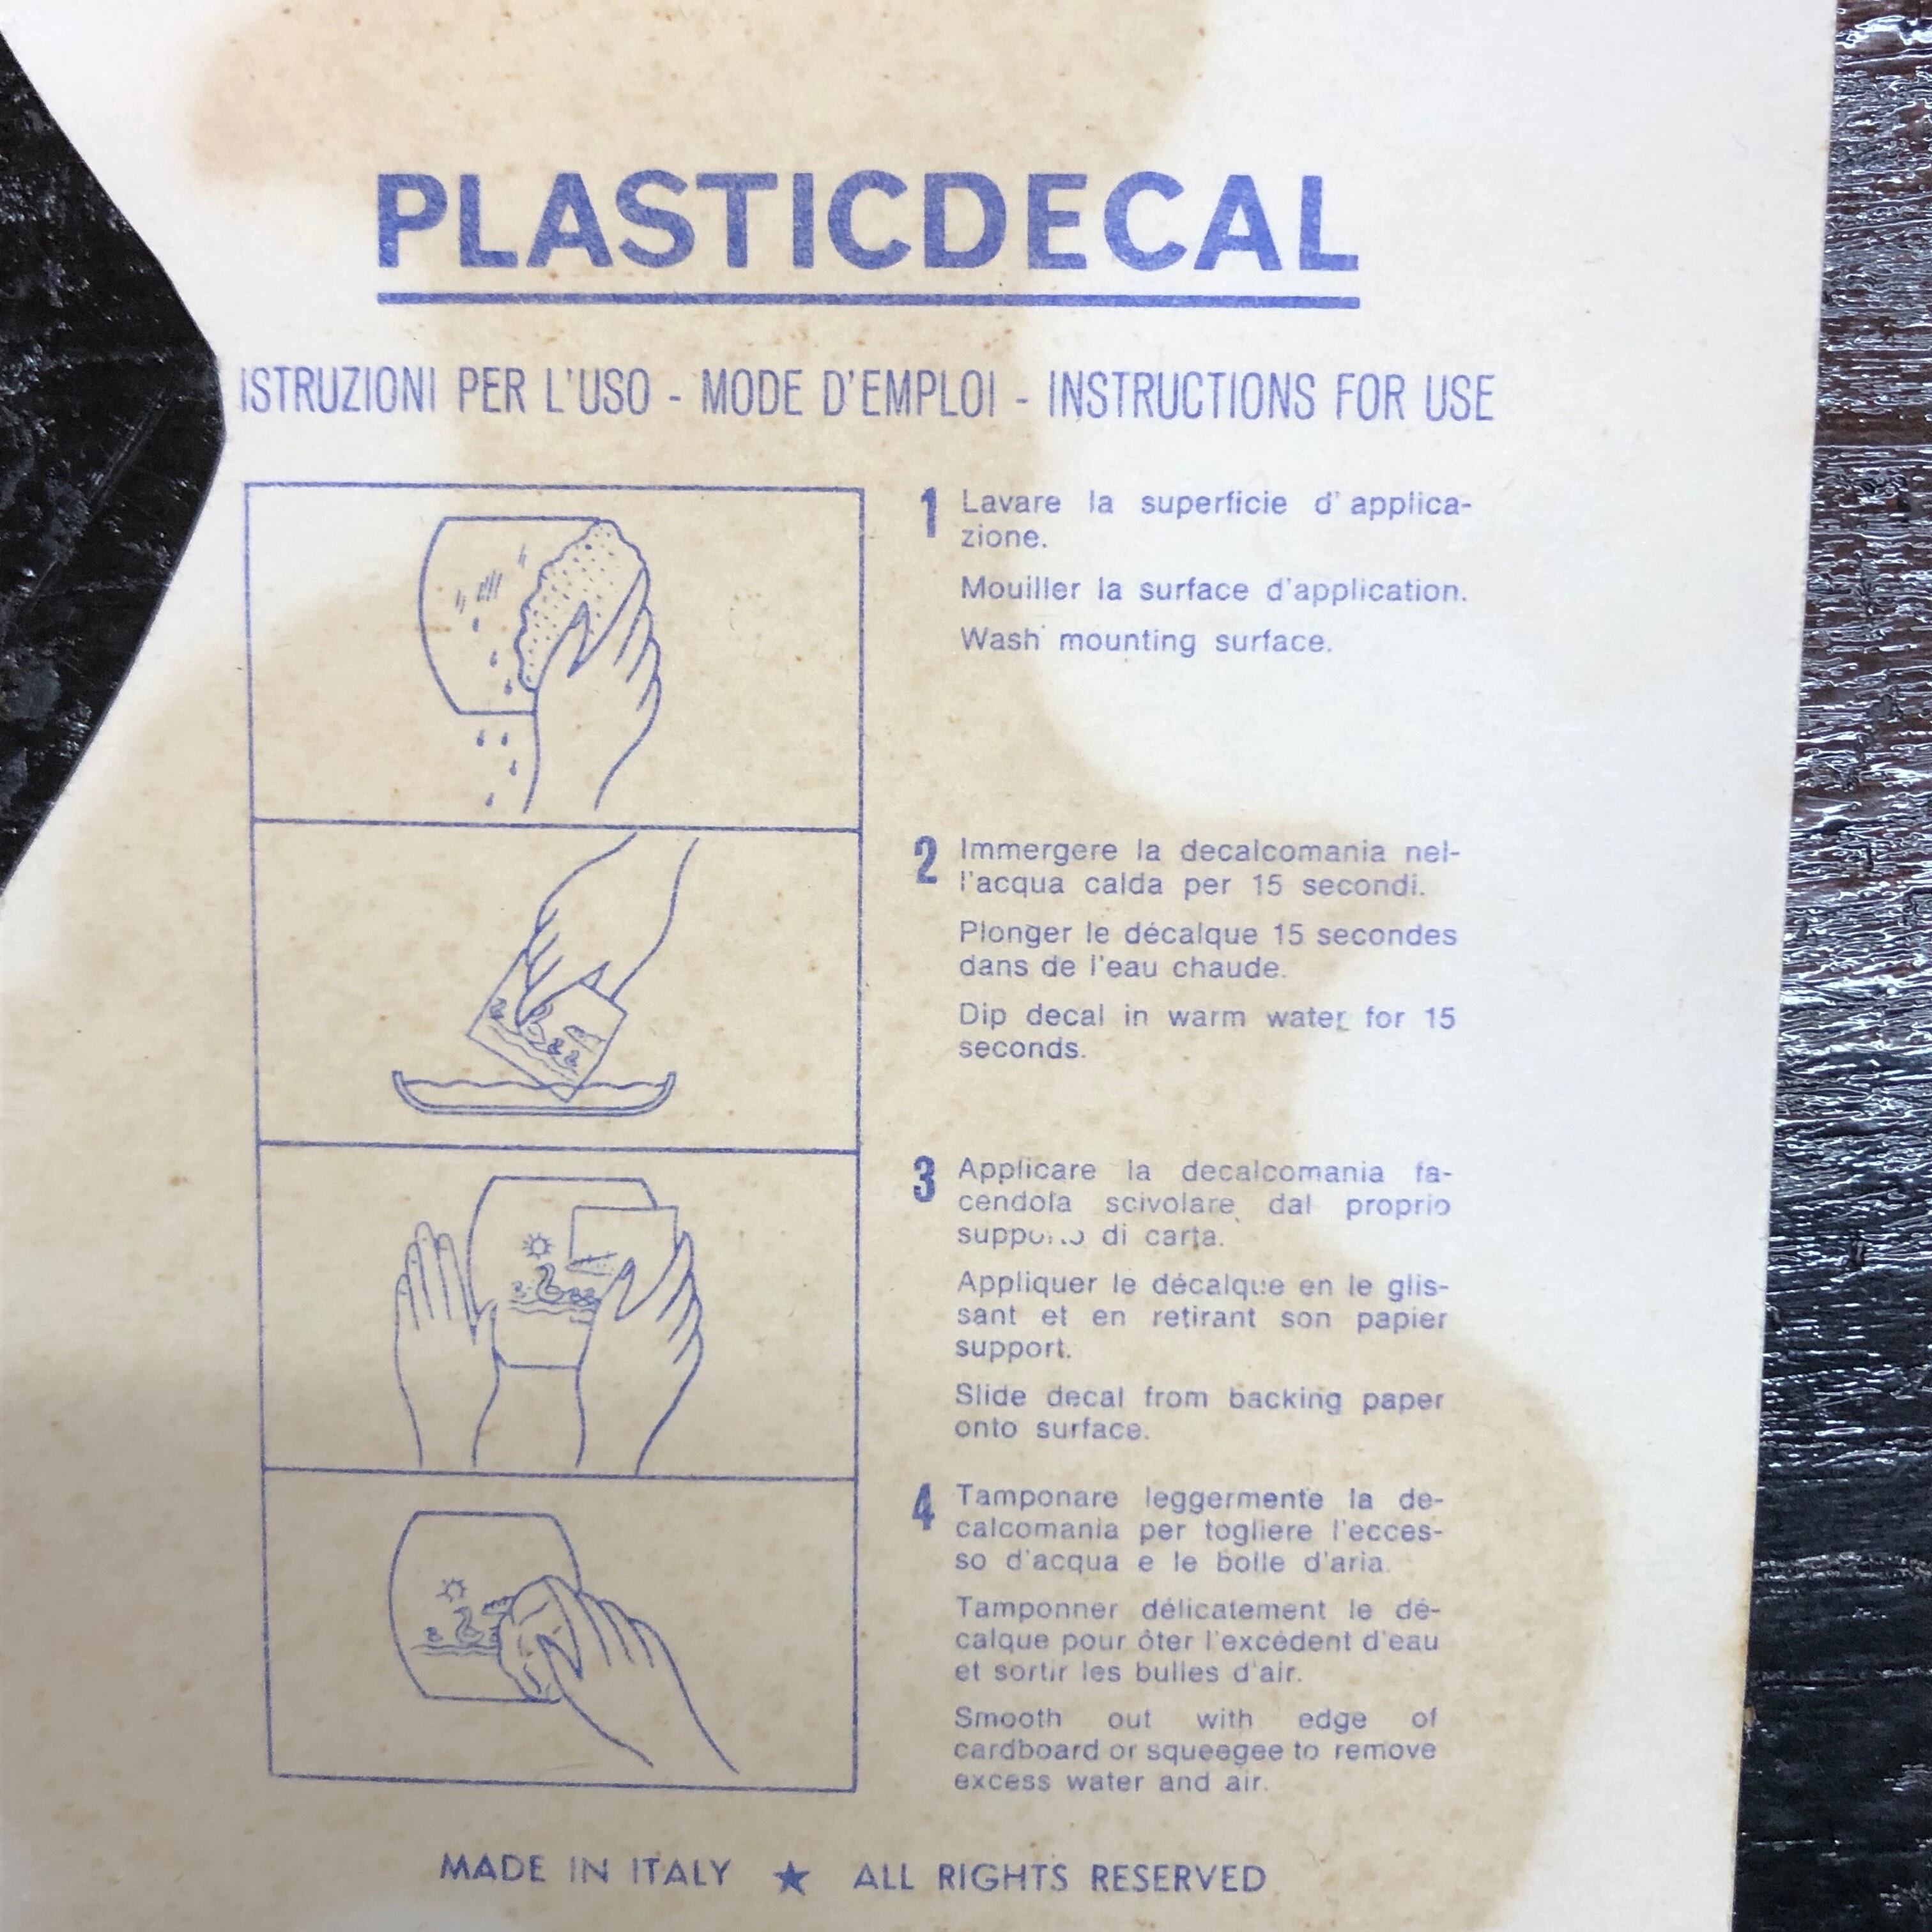 PLASTICDECAL
ISTRUZIONI PER L'USO - MODE D'EMPLOI - INSTRUCTIONS FOR USE
1 Lavare la superficie d'applica-
zione.
Mouiller la surface d'application.
Wash mounting surface.
2 Immergere la decalcomania nel-
l'acqua calda per 15 secondi.
Plonger le décalque 15 secondes
dans de l'eau chaude.
Dip decal in warm water for 15
seconds.
3 Applicare la decalcomania fa-
cendola scivolare dal proprio
supporto di carta.
Appliquer le décalque en le glis-
sant et en retirant son papier
support.
Slide decal from backing paper
onto surface.
4 Tamponare leggermente la de-
calcomania per togliere l'ecces-
so d'acqua e le bolle d'aria.
Tamponner délicatement le dé-
calque pour ôter l'excédent d'eau
et sortir les bulles d'air.
Smooth out with edge of
cardboard or squeegee to remove
excess water and air.
MADE IN ITALY ★ ALL RIGHTS RESERVED